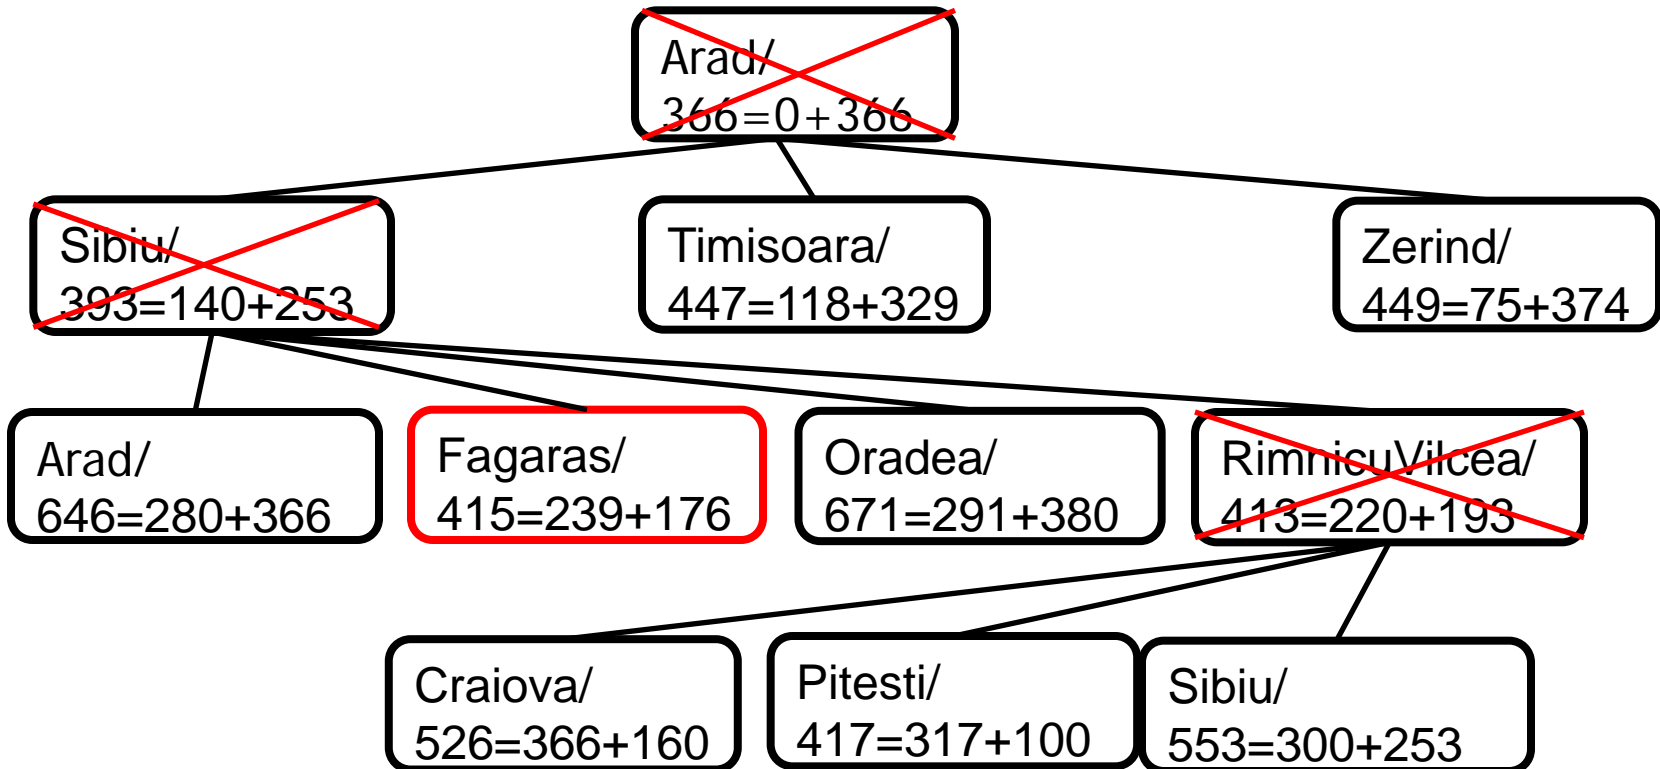 Arad/
366=0+366
Sibiu/
393=140+253
Timisoara/
447=118+329
Zerind/
449=75+374
Arad/
646=280+366
Fagaras/
415=239+176
Oradea/
671=291+380
RimnicuVilcea/
413=220+193
Craiova/
526=366+160
Pitesti/
417=317+100
Sibiu/
553=300+253